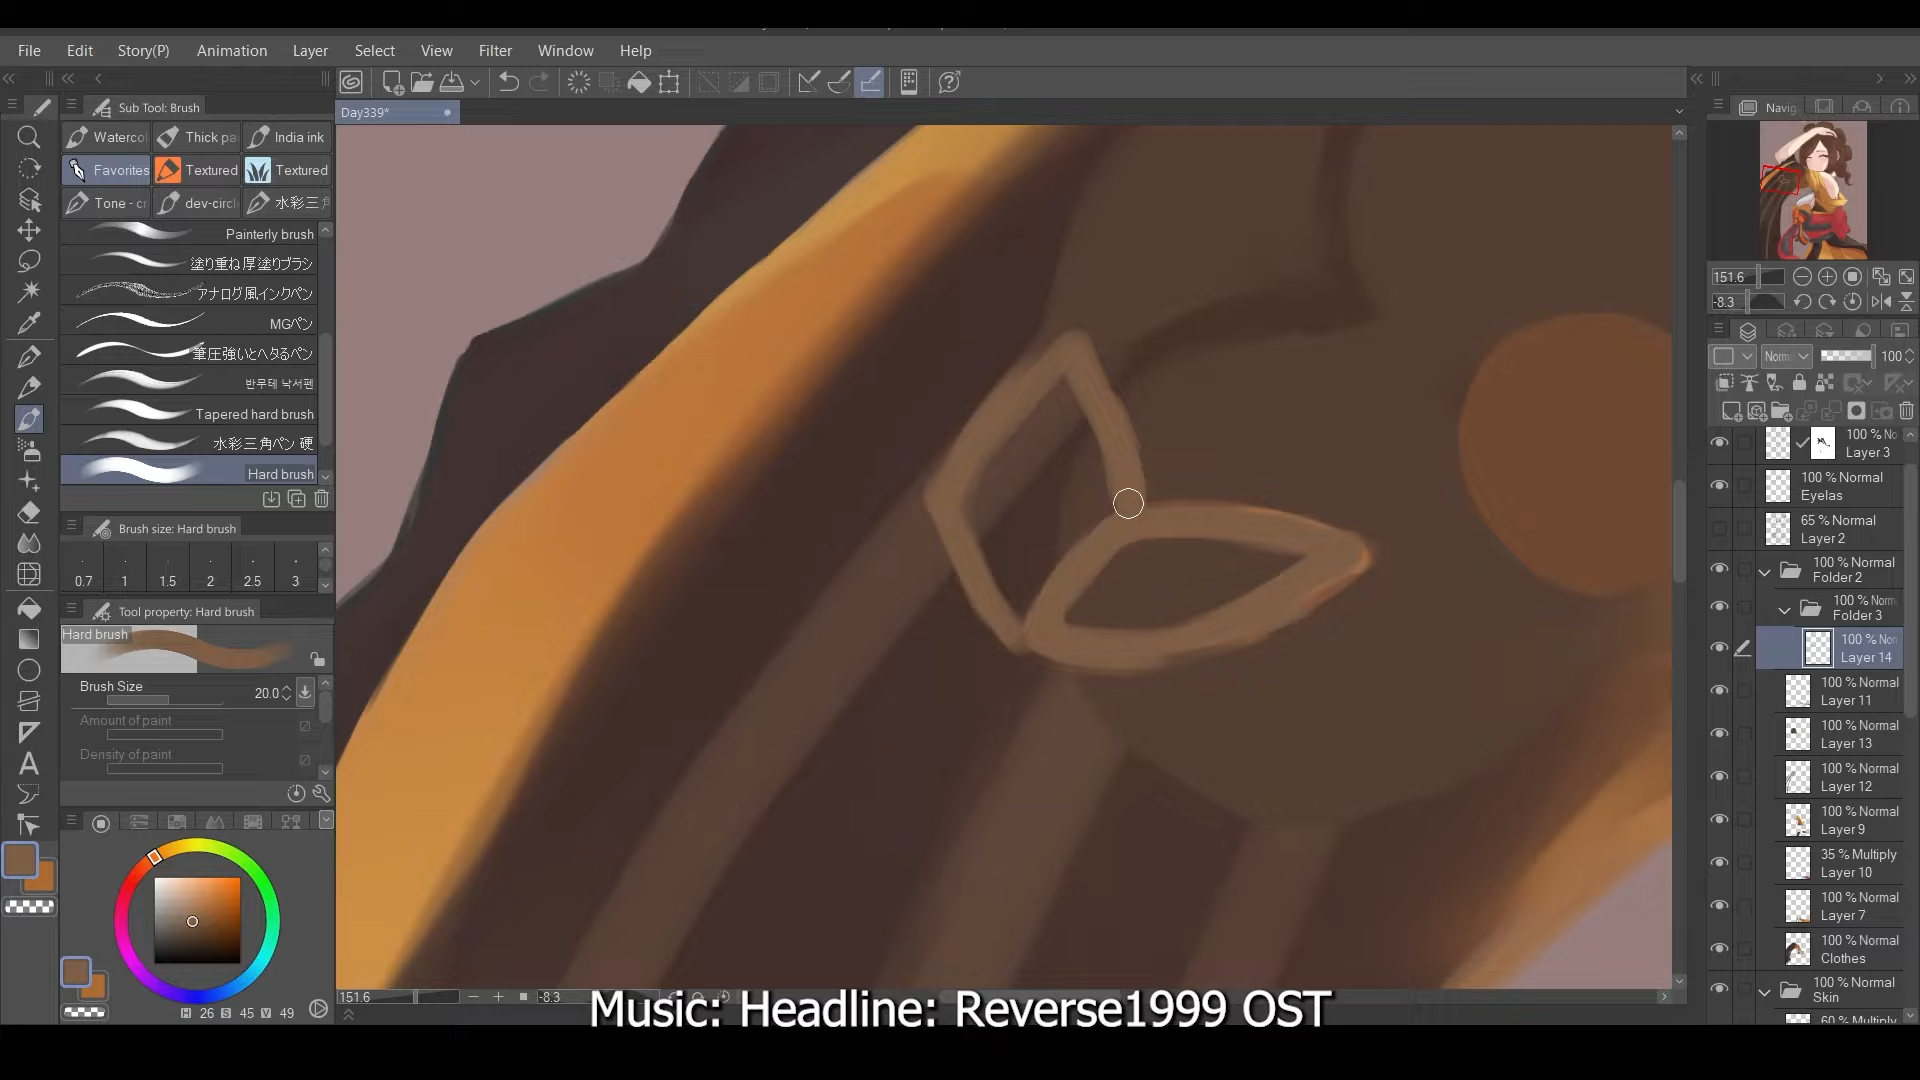 File Edit Story(P) Animation Layer Select View Filter Window Help
Sub Tool: Brush
Day339*
Navig
Thick pa
India ink
Favorites
Textured
Textured
Tone - cr
dev-circl
水彩三角
Painterly brush
塗り重ね厚塗りブラシ
アナログ風インクペン
MGペン
筆圧強いとヘタるペン
반무테 낙서펜
Tapered hard brush
水彩三角ペン 硬
Hard brush
Brush size: Hard brush
0.7 1 1.5 2 2.5 3
Tool property: Hard brush
Hard brush
Brush Size 20.0
Amount of paint
Density of paint
H 26 S 45 V 49
151.6 -8.3
Music: Headline: Reverse1999 OST
151.6
-8.3
Norm 100
100 % No
Layer 3
100 % Normal
Eyelas
65 % Normal
Layer 2
100 % Normal
Folder 2
100 % Norm
Folder 3
100 % Nor
Layer 14
100 % Normal
Layer 11
100 % Normal
Layer 13
100 % Normal
Layer 12
100 % Normal
Layer 9
35 % Multiply
Layer 10
100 % Normal
Layer 7
100 % Normal
Clothes
100 % Normal
Skin
60 % Multiply